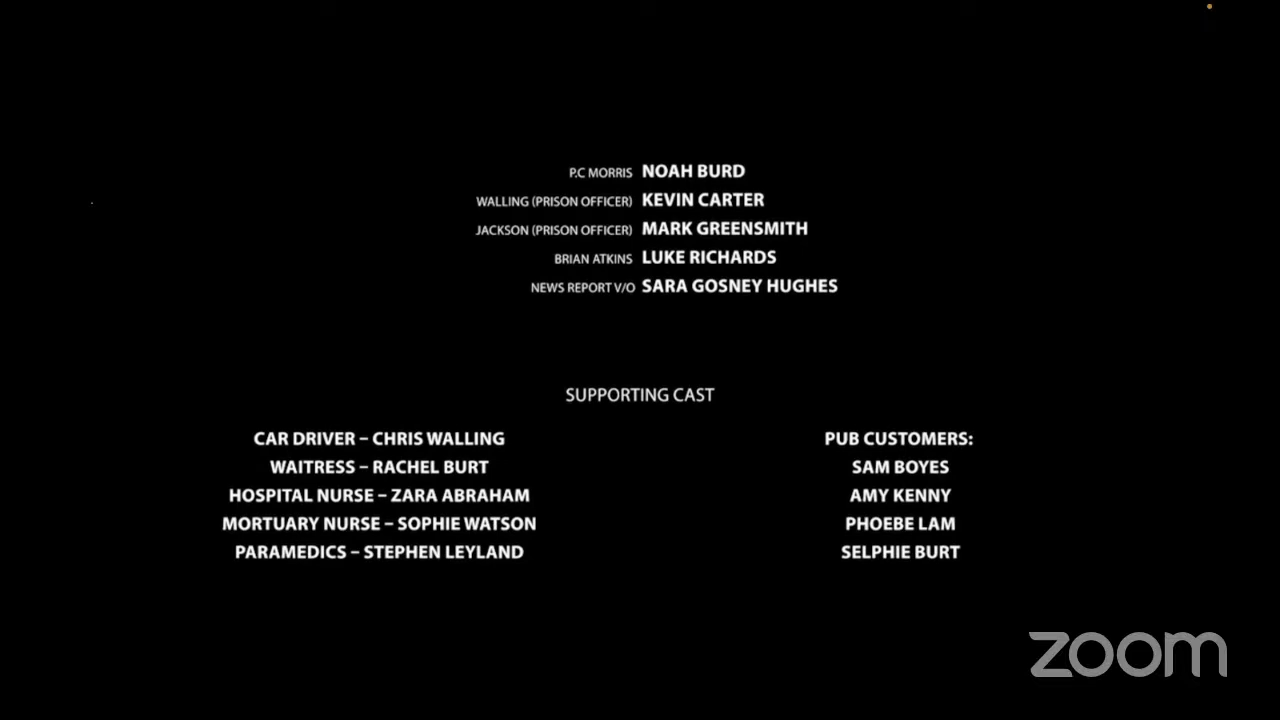 P.C MORRIS NOAH BURD
WALLING (PRISON OFFICER) KEVIN CARTER
JACKSON (PRISON OFFICER) MARK GREENSMITH
BRIAN ATKINS LUKE RICHARDS
NEWS REPORT V/O SARA GOSNEY HUGHES
SUPPORTING CAST
CAR DRIVER – CHRIS WALLING
WAITRESS – RACHEL BURT
HOSPITAL NURSE – ZARA ABRAHAM
MORTUARY NURSE – SOPHIE WATSON
PARAMEDICS – STEPHEN LEYLAND
PUB CUSTOMERS:
SAM BOYES
AMY KENNY
PHOEBE LAM
SELPHIE BURT
zoom